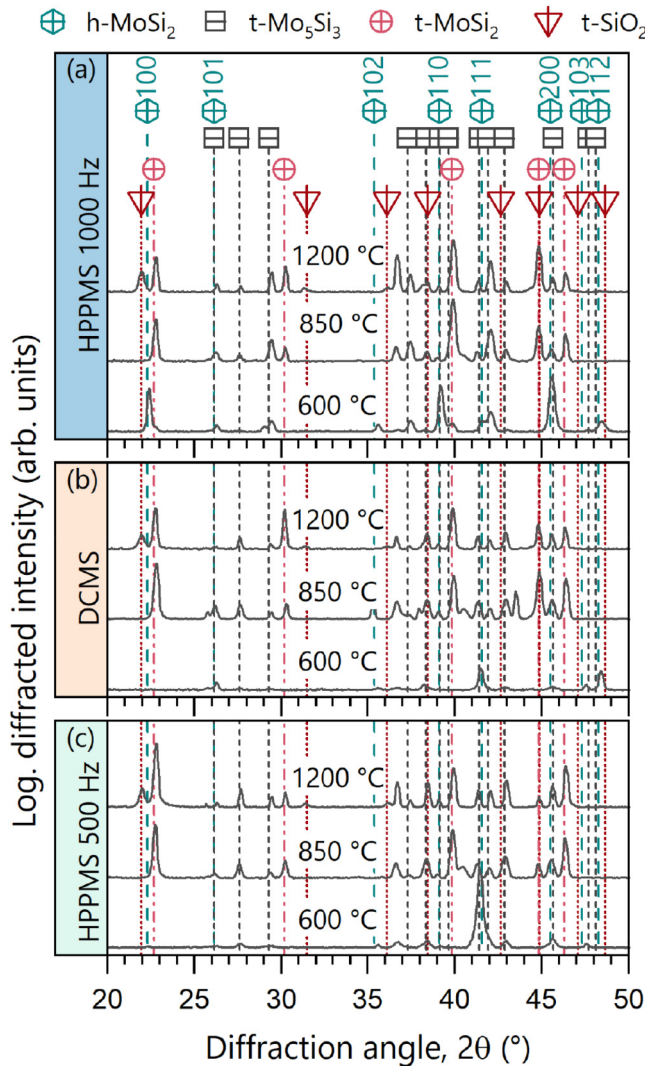 h-MoSi₂ t-Mo₅Si₃ t-MoSi₂ t-SiO₂
(a) 100 101 102 110 111 200 103 112
HPPMS 1000 Hz
1200 °C
850 °C
600 °C
(b)
DCMS
1200 °C
850 °C
600 °C
(c)
HPPMS 500 Hz
1200 °C
850 °C
600 °C
Log. diffracted intensity (arb. units)
20 25 30 35 40 45 50
Diffraction angle, 2θ (°)